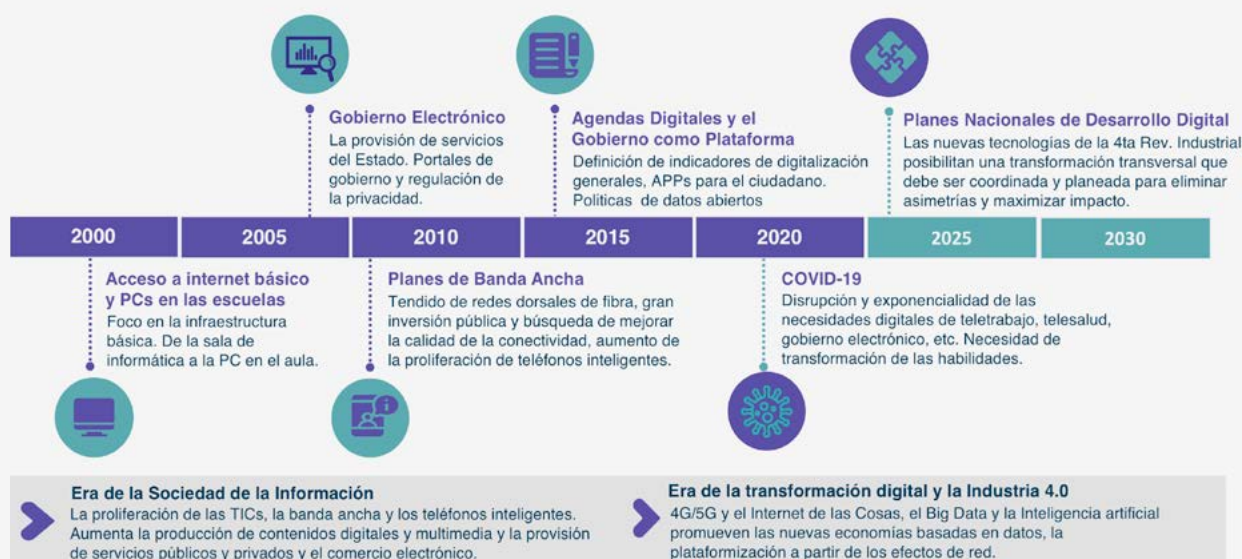 Gobierno Electrónico
La provisión de servicios
del Estado. Portales de
gobierno y regulación de
la privacidad.
Agendas Digitales y el
Gobierno como Plataforma
Definición de indicadores de digitalización
generales, APPs para el ciudadano.
Politicas de datos abiertos
Planes Nacionales de Desarrollo Digital
Las nuevas tecnologías de la 4ta Rev. Industrial
posibilitan una transformación transversal que
debe ser coordinada y planeada para eliminar
asimetrías y maximizar impacto.
2000
2005
2010
2015
2020
2025
2030
Acceso a internet básico
y PCs en las escuelas
Foco en la infraestructura
básica. De la sala de
informática a la PC en el aula.
Planes de Banda Ancha
Tendido de redes dorsales de fibra, gran
inversión pública y búsqueda de mejorar
la calidad de la conectividad, aumento de
la proliferación de teléfonos inteligentes.
COVID-19
Disrupción y exponencialidad de las
necesidades digitales de teletrabajo, telesalud,
gobierno electrónico, etc. Necesidad de
transformación de las habilidades.
Era de la Sociedad de la Información
La proliferación de las TICs, la banda ancha y los teléfonos inteligentes.
Aumenta la producción de contenidos digitales y multimedia y la provisión
de servicios públicos y privados y el comercio electrónico.
Era de la transformación digital y la Industria 4.0
4G/5G y el Internet de las Cosas, el Big Data y la Inteligencia artificial
promueven las nuevas economías basadas en datos, la
plataformización a partir de los efectos de red.